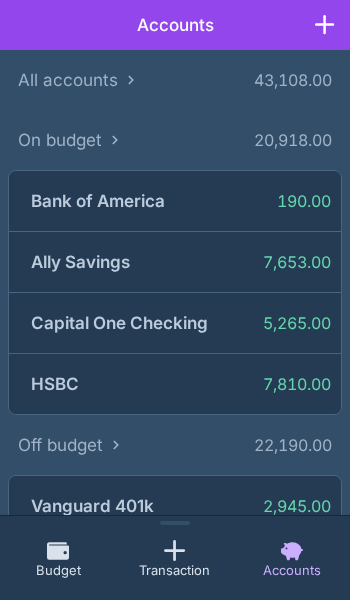 Accounts
All accounts 43,108.00
On budget 20,918.00
Bank of America 190.00
Ally Savings 7,653.00
Capital One Checking 5,265.00
HSBC 7,810.00
Off budget 22,190.00
Vanguard 401k 2,945.00
Budget Transaction Accounts